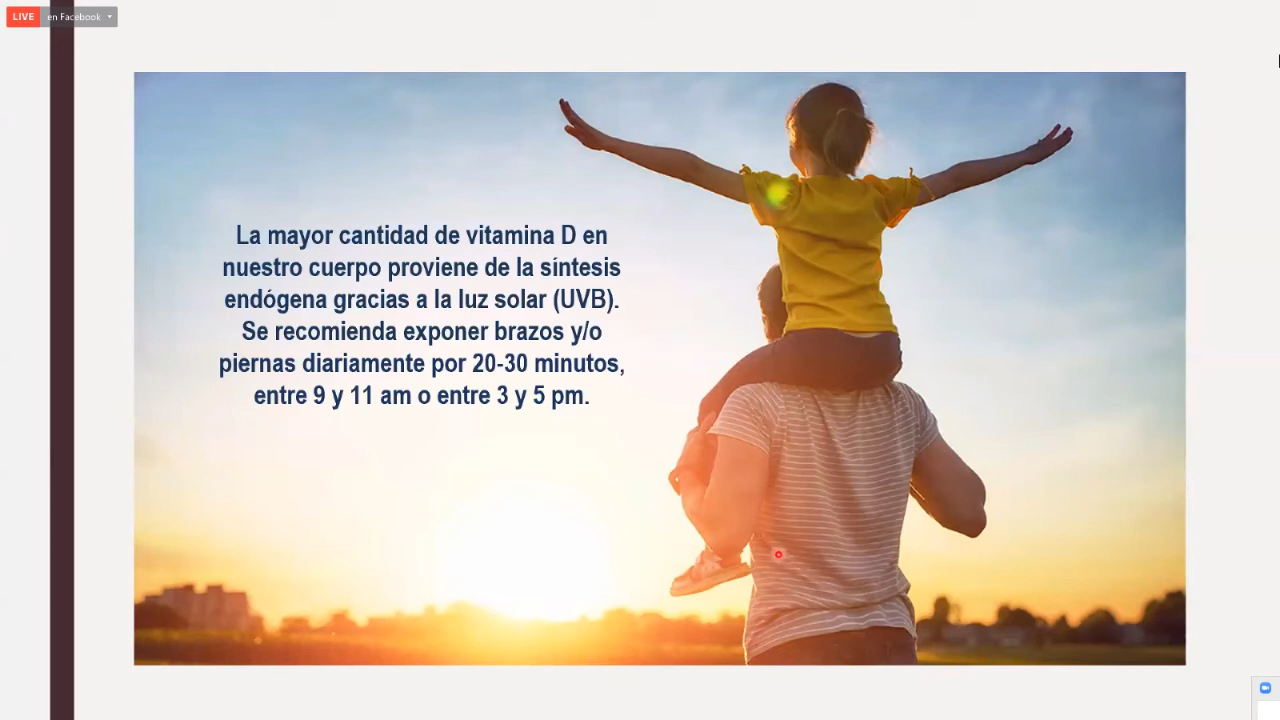 LIVE en Facebook
La mayor cantidad de vitamina D en
nuestro cuerpo proviene de la síntesis
endógena gracias a la luz solar (UVB).
Se recomienda exponer brazos y/o
piernas diariamente por 20-30 minutos,
entre 9 y 11 am o entre 3 y 5 pm.